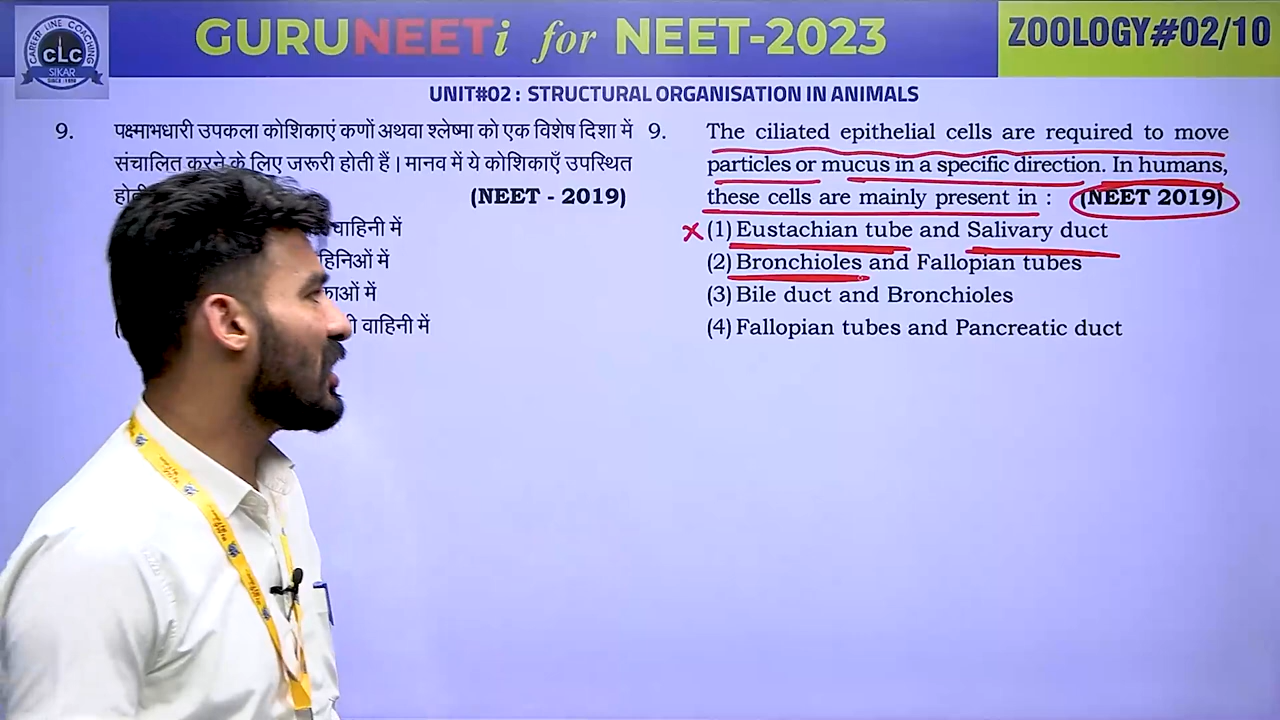 CAREER LINE COACHING
CLC
SIKAR
SINCE : 1996
GURUNEETi for NEET-2023
ZOOLOGY#02/10
UNIT#02 : STRUCTURAL ORGANISATION IN ANIMALS
9. पक्ष्माभधारी उपकला कोशिकाएं कणों अथवा श्लेष्मा को एक विशेष दिशा में
संचालित करने के लिए जरूरी होती हैं। मानव में ये कोशिकाएँ उपस्थित
(NEET - 2019)
वाहिनी में
में
में
वाहिनी में
9. The ciliated epithelial cells are required to move
particles or mucus in a specific direction. In humans,
these cells are mainly present in : (NEET 2019)
x (1) Eustachian tube and Salivary duct
(2) Bronchioles and Fallopian tubes
(3) Bile duct and Bronchioles
(4) Fallopian tubes and Pancreatic duct